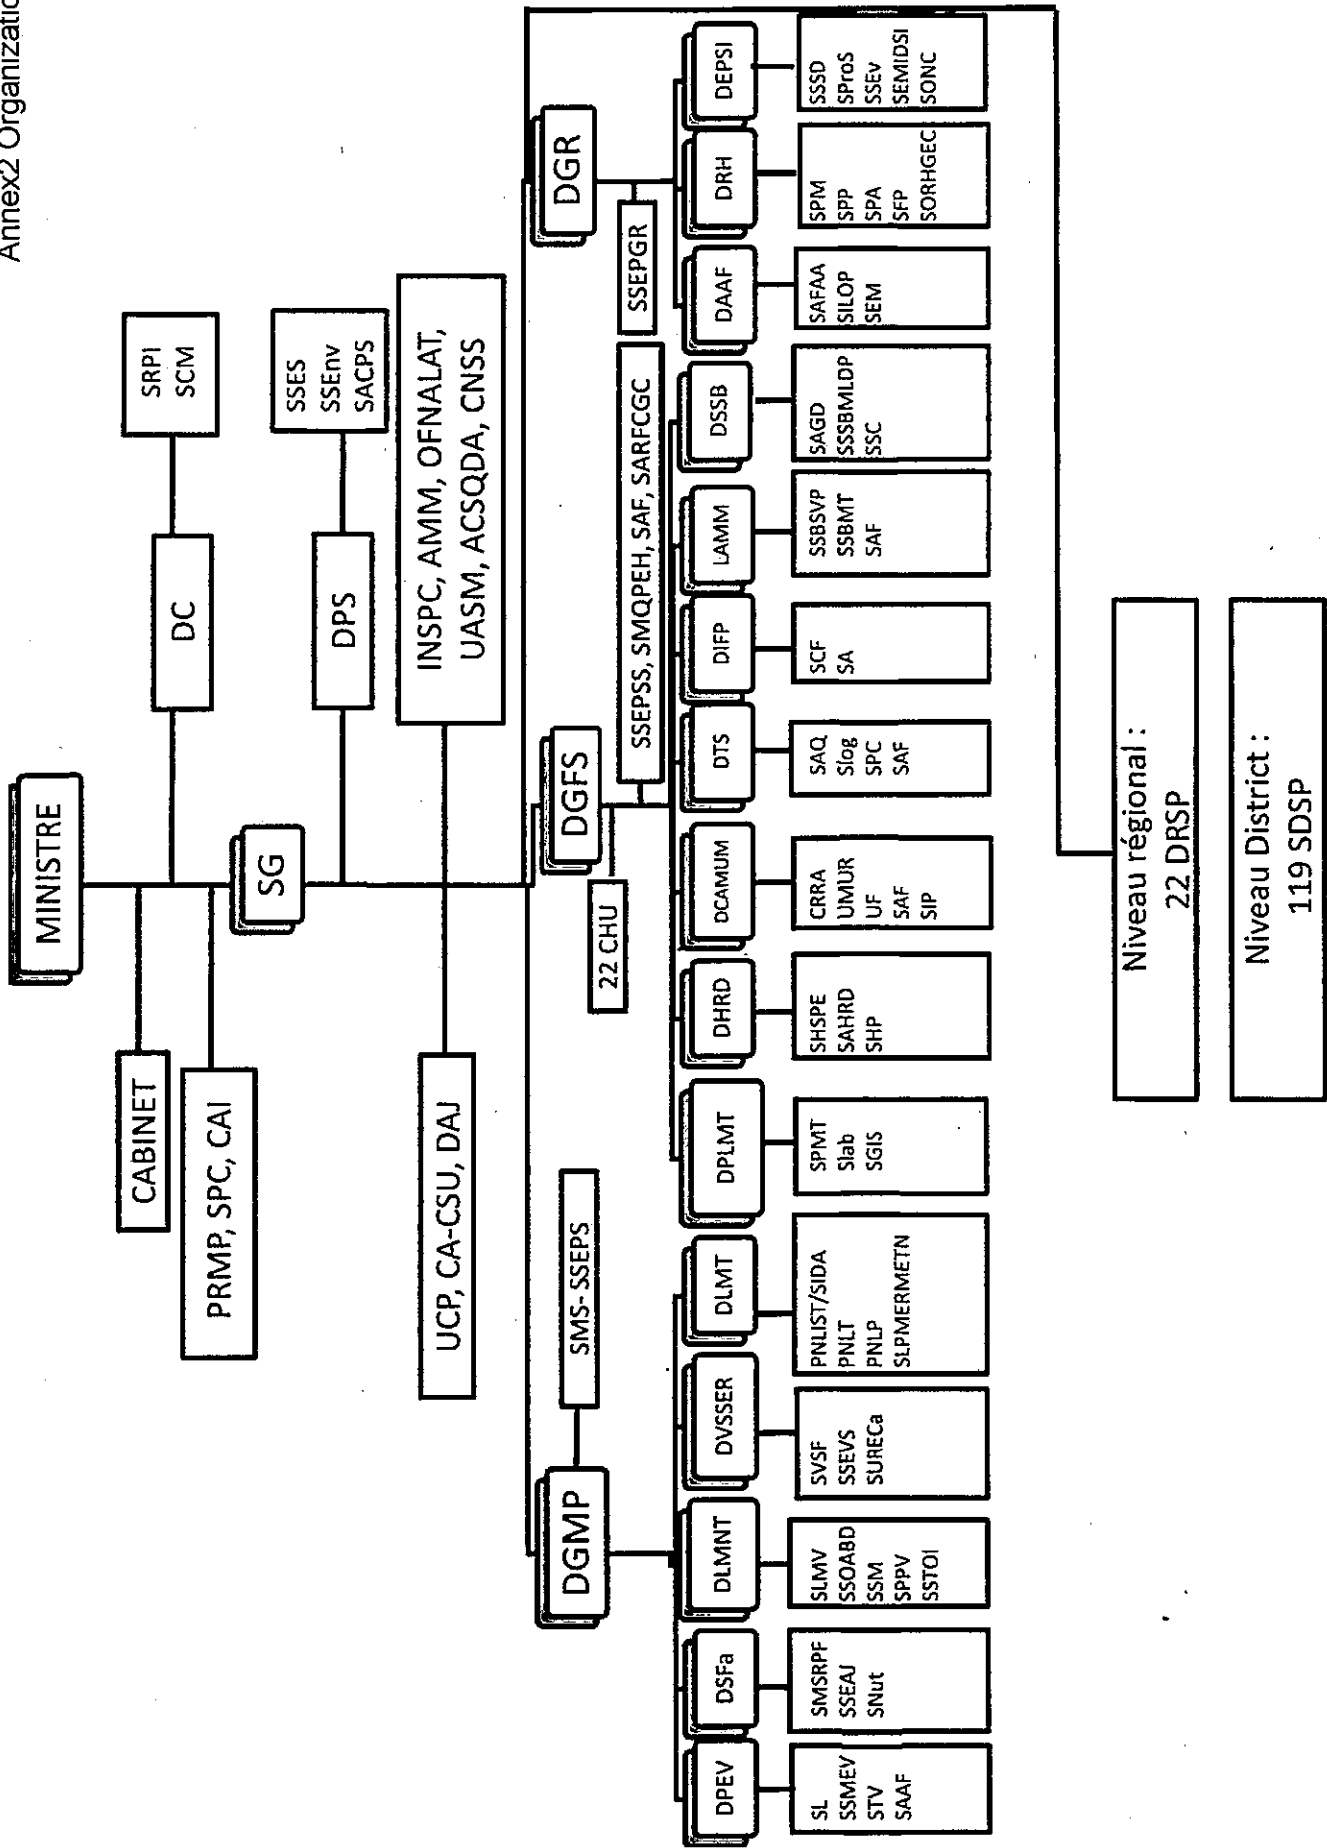 Annex2 Organizatio
MINISTRE
CABINET
DC
SRPI
SCM
PRMP, SPC, CAI
SG
DPS
SSES
SSEnv
SACPS
UCP, CA-CSU, DAJ
INSPC, AMM, OFNALAT,
UASM, ACSQDA, CNSS
DGMP
DGFS
DGR
SMS- SSEPS
22 CHU
SSEPSS, SMQPEH, SAF, SARFCGC
SSEPGR
DPEV
DSFa
DLMNT
DVSSER
DLMT
DPLMT
DHRD
DCAMUM
DTS
DIFP
LAMM
DSSB
DAAF
DRH
DEPSI
SL
SSMEV
STV
SAAF
SMSRPF
SSEAJ
SNut
SLMV
SSOABD
SSM
SPPV
SSTOI
SVSF
SSEVS
SURECa
PNLIST/SIDA
PNLT
PNLP
SLPMERMETN
SPMT
Slab
SGIS
SHSPE
SAHRD
SHP
CRRA
UMUR
UF
SAF
SIP
SAQ
Slog
SPC
SAF
SCF
SA
SSBSVP
SSBMT
SAF
SAGD
SSSBMLDP
SSC
SAFAA
SILOP
SEM
SPM
SPP
SPA
SFP
SORHGEC
SSSD
SProS
SSEv
SEMIDSI
SONC
Niveau régional :
22 DRSP
Niveau District :
119 SDSP